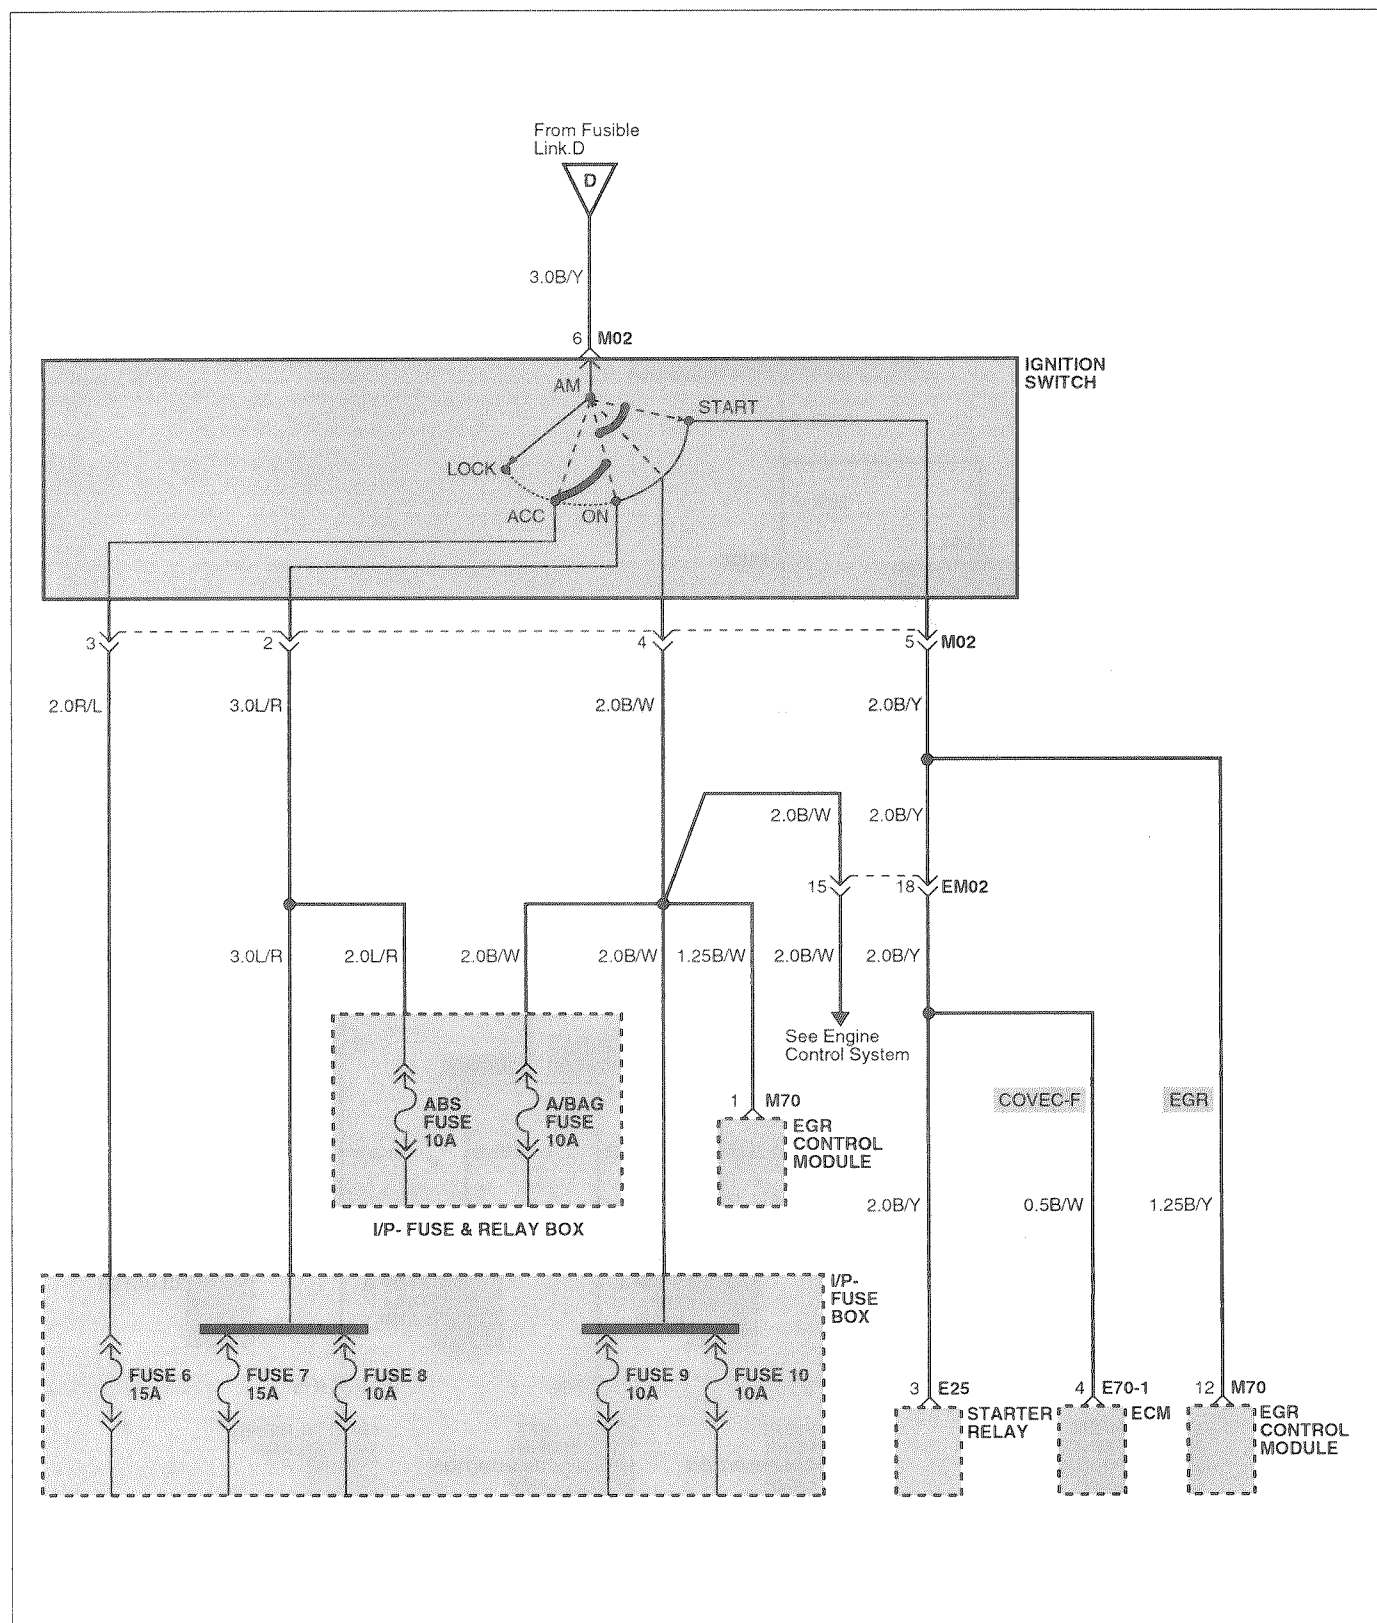 From Fusible
Link.D
D
3.0B/Y
6 M02
IGNITION
SWITCH
AM
START
LOCK
ACC
ON
3
2
4
5 M02
2.0R/L
3.0L/R
2.0B/W
2.0B/Y
2.0B/W
2.0B/Y
15
18 EM02
3.0L/R
2.0L/R
2.0B/W
2.0B/W
1.25B/W
2.0B/W
2.0B/Y
See Engine
Control System
ABS
FUSE
10A
A/BAG
FUSE
10A
1 M70
EGR
CONTROL
MODULE
COVEC-F
EGR
2.0B/Y
0.5B/W
1.25B/Y
I/P- FUSE & RELAY BOX
I/P-
FUSE
BOX
FUSE 6
15A
FUSE 7
15A
FUSE 8
10A
FUSE 9
10A
FUSE 10
10A
3 E25
STARTER
RELAY
4 E70-1
ECM
12 M70
EGR
CONTROL
MODULE